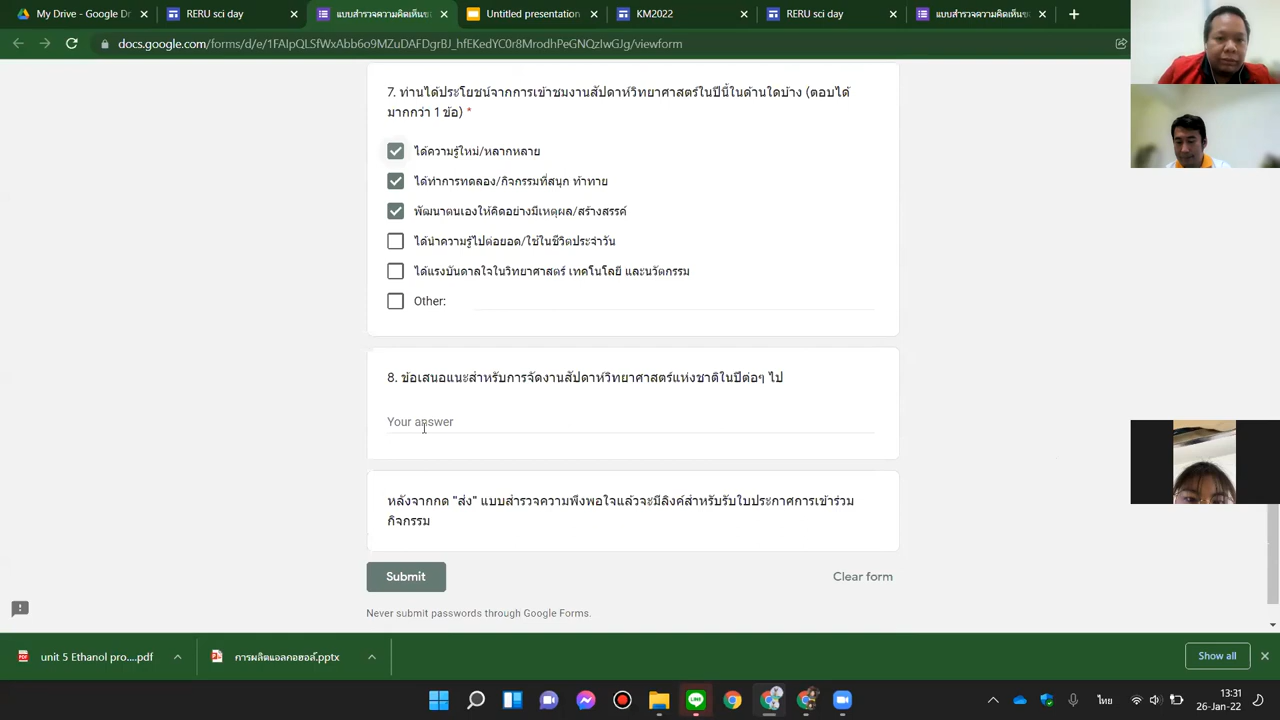 My Drive - Google D
RERU sci day
แบบสำรวจความคิดเห็นข
Untitled presentation
KM2022
RERU sci day
แบบสำรวจความคิดเห็นข
docs.google.com/forms/d/e/1FAIpQLSfWxAbb6o9MZuDAFDgrBJ_hfEKedYC0r8MrodhPeGNQzIwGJg/viewform
7. ท่านได้ประโยชน์จากการเข้าชมงานสัปดาห์วิทยาศาสตร์ในปีนี้ในด้านใดบ้าง (ตอบได้
มากกว่า 1 ข้อ) *
ได้ความรู้ใหม่/หลากหลาย
ได้ทำการทดลอง/กิจกรรมที่สนุก ท้าทาย
พัฒนาตนเองให้คิดอย่างมีเหตุผล/สร้างสรรค์
ได้นำความรู้ไปต่อยอด/ใช้ในชีวิตประจำวัน
ได้แรงบันดาลใจในวิทยาศาสตร์ เทคโนโลยี และนวัตกรรม
Other:
8. ข้อเสนอแนะสำหรับการจัดงานสัปดาห์วิทยาศาสตร์แห่งชาติในปีต่อๆ ไป
Your answer
หลังจากกด "ส่ง" แบบสำรวจความพึงพอใจแล้วจะมีลิงค์สำหรับรับใบประกาศการเข้าร่วม
กิจกรรม
Submit
Clear form
Never submit passwords through Google Forms.
unit 5 Ethanol pro....pdf
การผลิตแอลกอฮอล์.pptx
Show all
ไทย
13:31
26-Jan-22